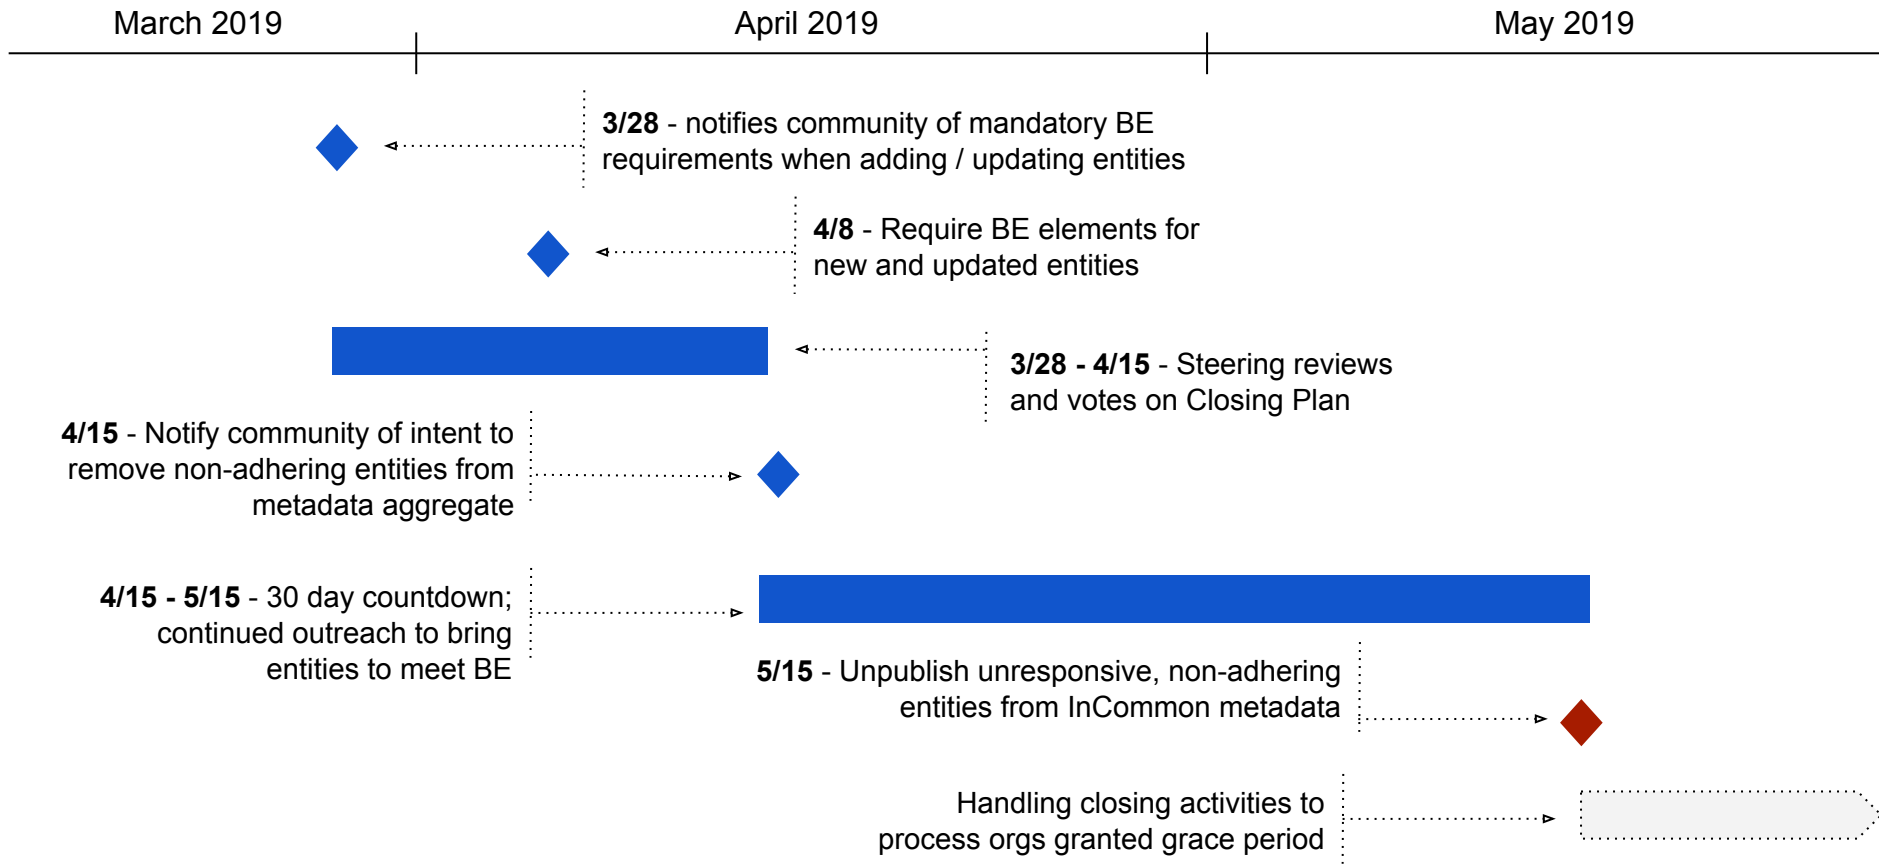 March 2019
April 2019
May 2019
3/28 - notifies community of mandatory BE
requirements when adding / updating entities
4/8 - Require BE elements for
new and updated entities
3/28 - 4/15 - Steering reviews
and votes on Closing Plan
4/15 - Notify community of intent to
remove non-adhering entities from
metadata aggregate
4/15 - 5/15 - 30 day countdown;
continued outreach to bring
entities to meet BE
5/15 - Unpublish unresponsive, non-adhering
entities from InCommon metadata
Handling closing activities to
process orgs granted grace period